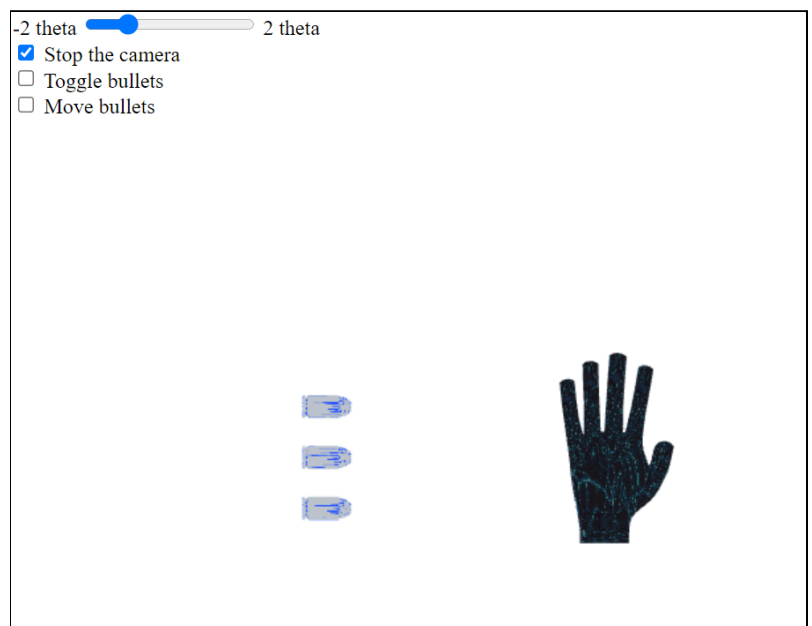 -2 theta 2 theta
Stop the camera
Toggle bullets
Move bullets